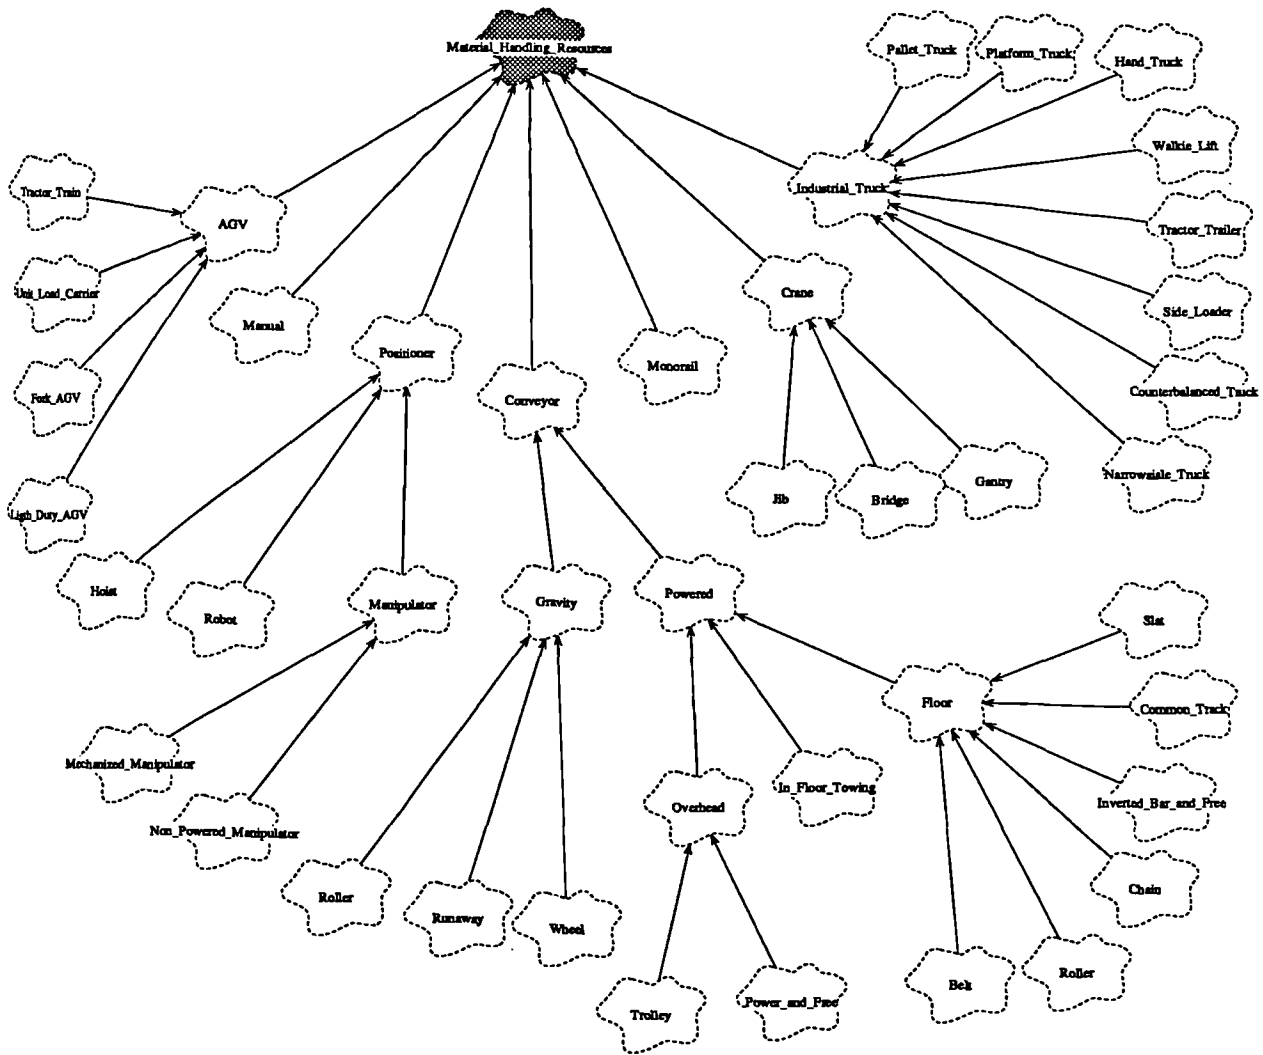 Material_Handling_Resources
Pallet_Truck
Platform_Truck
Hand_Truck
Walkie_Lift
Tractor_Train
AGV
Industrial_Truck
Tractor_Trailer
Unit_Load_Carrier
Manual
Crane
Side_Loader
Positioner
Monorail
Fork_AGV
Conveyor
Counterbalanced_Truck
Jib
Bridge
Gantry
Narrowaisle_Truck
Ligth_Duty_AGV
Hoist
Robot
Manipulator
Gravity
Powered
Slat
Floor
Common_Track
Mechanized_Manipulator
Overhead
In_Floor_Towing
Inverted_Bar_and_Free
Non_Powered_Manipulator
Roller
Runaway
Wheel
Chain
Belt
Roller
Trolley
Power_and_Free